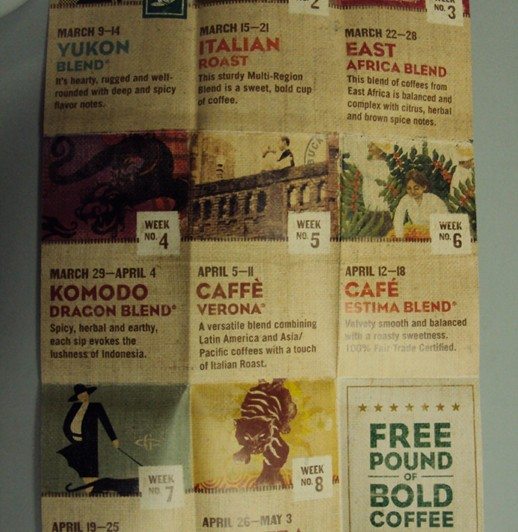 2
NO. 3
MARCH 9–14
YUKON
BLEND®
It's hearty, rugged and well-
rounded with deep and spicy
flavor notes.
MARCH 15–21
ITALIAN
ROAST
This sturdy Multi-Region
Blend is a sweet, bold cup
of coffee.
MARCH 22–28
EAST
AFRICA BLEND
This blend of coffees from
East Africa is balanced and
complex with citrus, herbal
and brown spice notes.
WEEK
NO. 4
WEEK
NO. 5
WEEK
NO. 6
MARCH 29–APRIL 4
KOMODO
DRAGON BLEND®
Spicy, herbal and earthy,
each sip evokes the
lushness of Indonesia.
APRIL 5–11
CAFFÈ
VERONA®
A versatile blend combining
Latin America and Asia/
Pacific coffees with a touch
of Italian Roast.
APRIL 12–18
CAFÉ
ESTIMA BLEND®
Velvety smooth and balanced
with a roasty sweetness.
100% Fair Trade Certified.
WEEK
NO. 7
WEEK
NO. 8
FREE
POUND
OF
BOLD
COFFEE
APRIL 19–25
APRIL 26–MAY 3